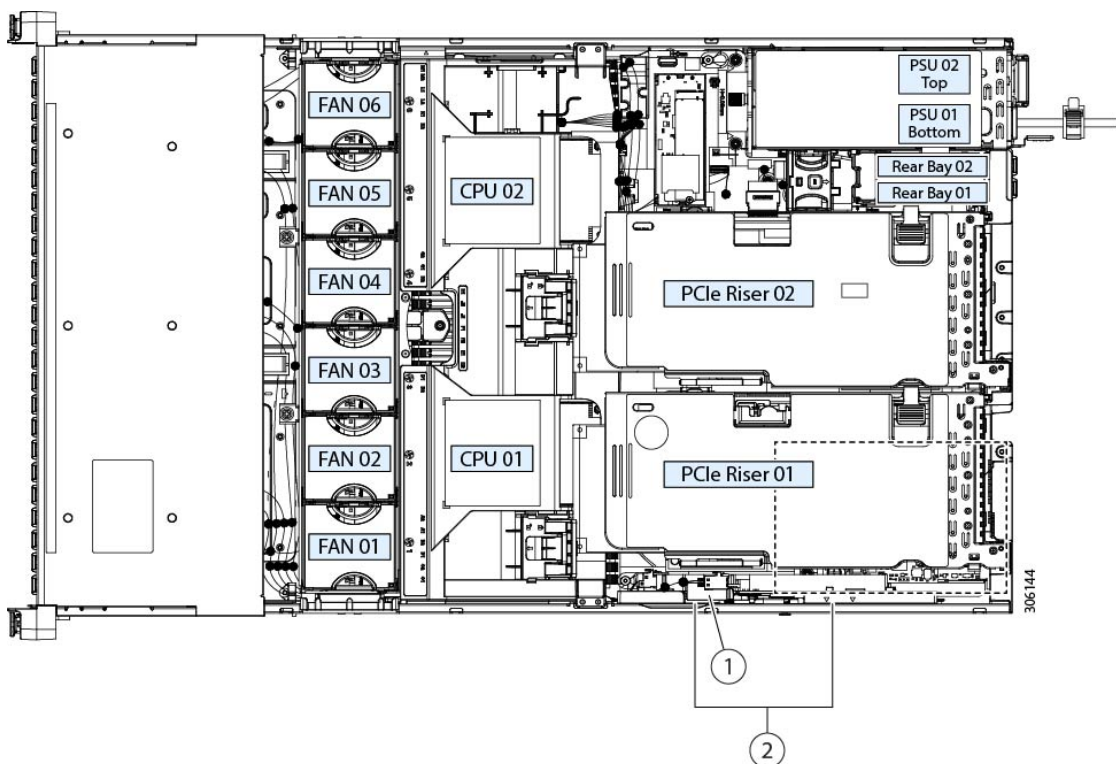 PSU 02
Top
PSU 01
Bottom
FAN 06
Rear Bay 02
Rear Bay 01
FAN 05
CPU 02
FAN 04
PCIe Riser 02
FAN 03
FAN 02
CPU 01
PCIe Riser 01
FAN 01
306144
1
2